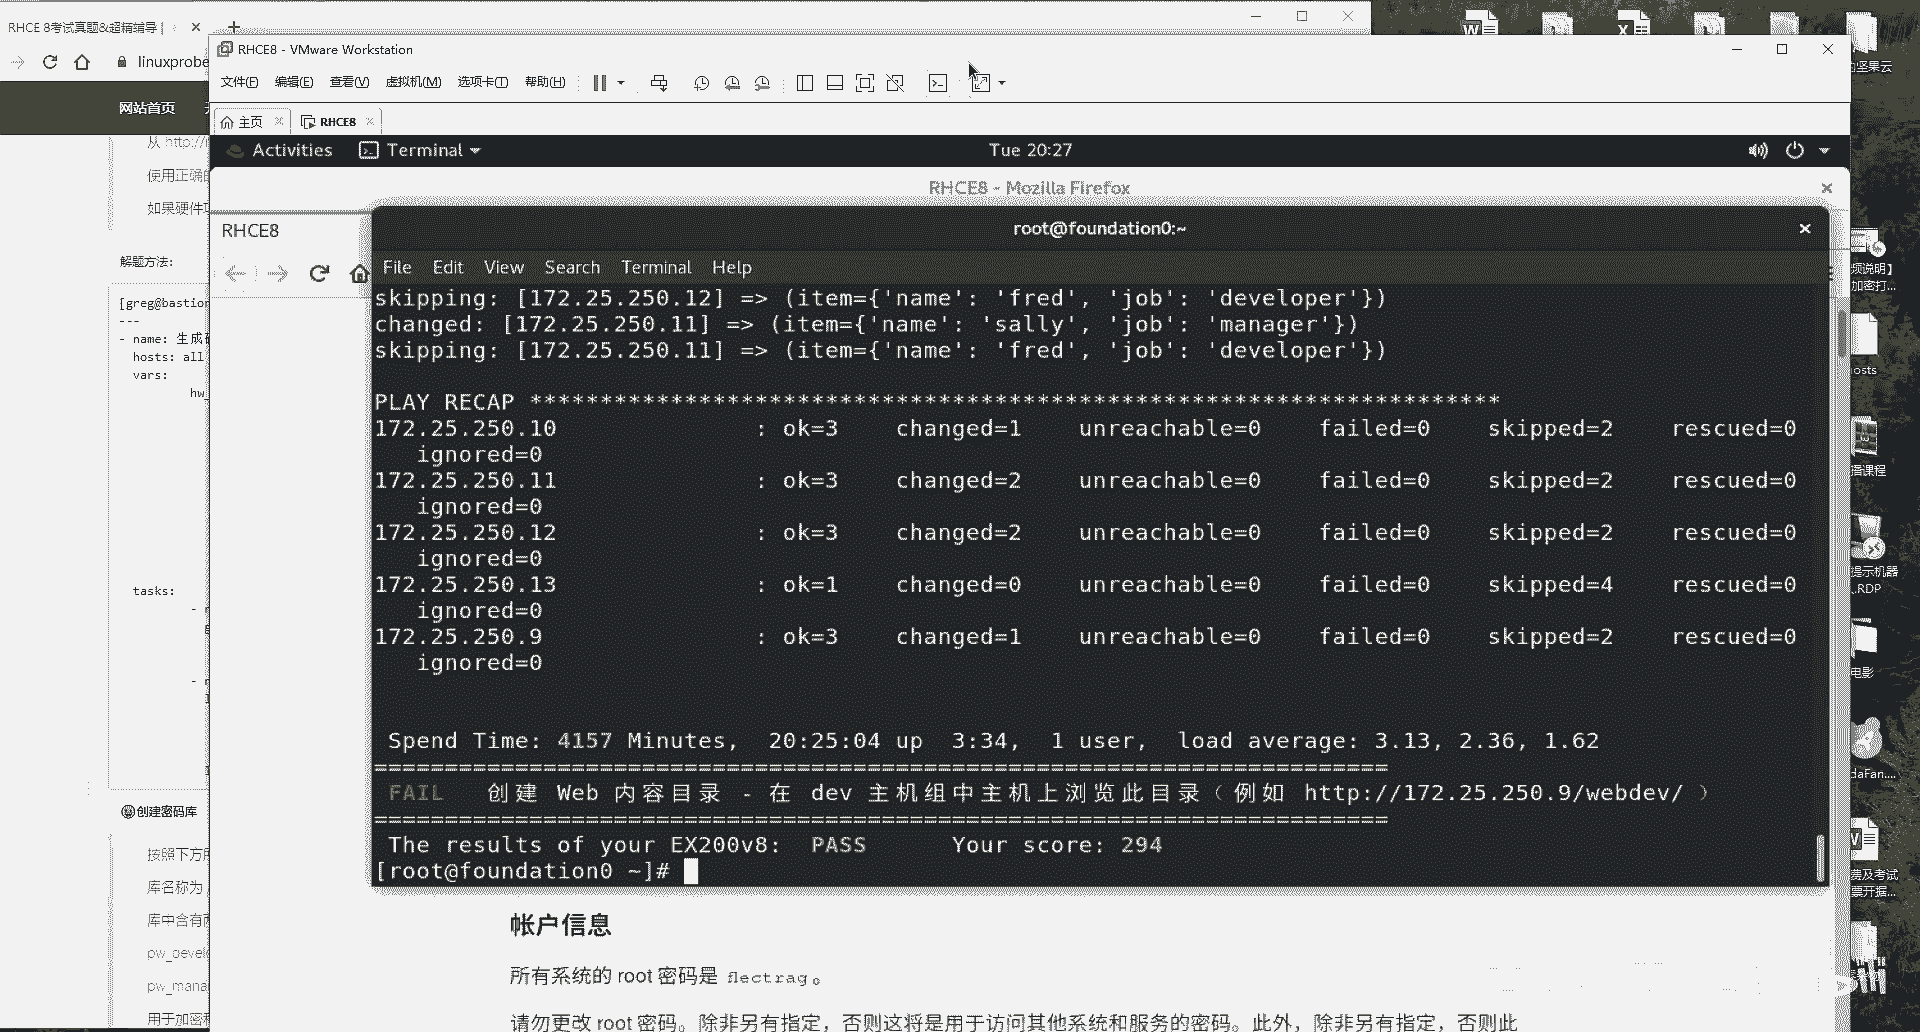 RHCE 8考试真题&超精辅导 |
linuxprobe
网站首页
从 http://
使用正确的
如果硬件
解题方法:
[greg@bastion
---
- name: 生成
hosts: all
vars:
hw_
tasks:
创建密码库
按照下方
库名称为
库中含有
pw_mana
用于加密
RHCE8 - VMware Workstation
文件(F) 编辑(E) 查看(V) 虚拟机(M) 选项卡(T) 帮助(H)
主页 RHCE8
Activities Terminal Tue 20:27
RHCE8 - Mozilla Firefox
RHCE8
root@foundation0:~
File Edit View Search Terminal Help
skipping: [172.25.250.12] => (item={'name': 'fred', 'job': 'developer'})
changed: [172.25.250.11] => (item={'name': 'sally', 'job': 'manager'})
skipping: [172.25.250.11] => (item={'name': 'fred', 'job': 'developer'})
PLAY RECAP *********************************************************************
172.25.250.10 : ok=3 changed=1 unreachable=0 failed=0 skipped=2 rescued=0
ignored=0
172.25.250.11 : ok=3 changed=2 unreachable=0 failed=0 skipped=2 rescued=0
ignored=0
172.25.250.12 : ok=3 changed=2 unreachable=0 failed=0 skipped=2 rescued=0
ignored=0
172.25.250.13 : ok=1 changed=0 unreachable=0 failed=0 skipped=4 rescued=0
ignored=0
172.25.250.9 : ok=3 changed=1 unreachable=0 failed=0 skipped=2 rescued=0
ignored=0
Spend Time: 4157 Minutes, 20:25:04 up 3:34, 1 user, load average: 3.13, 2.36, 1.62
========================================================================
FAIL 创建 Web 内容目录 - 在 dev 主机组中主机上浏览此目录（例如 http://172.25.250.9/webdev/ ）
========================================================================
The results of your EX200v8: PASS Your score: 294
[root@foundation0 ~]#
帐户信息
所有系统的 root 密码是 flectrag。
请勿更改 root 密码。除非另有指定，否则这将是用于访问其他系统和服务的密码。此外，除非另有指定，否则此
坚果云
频说明】
加密打...
osts
播课程
提示机器
.RDP
电影
daFan....
费及考试
票开据...